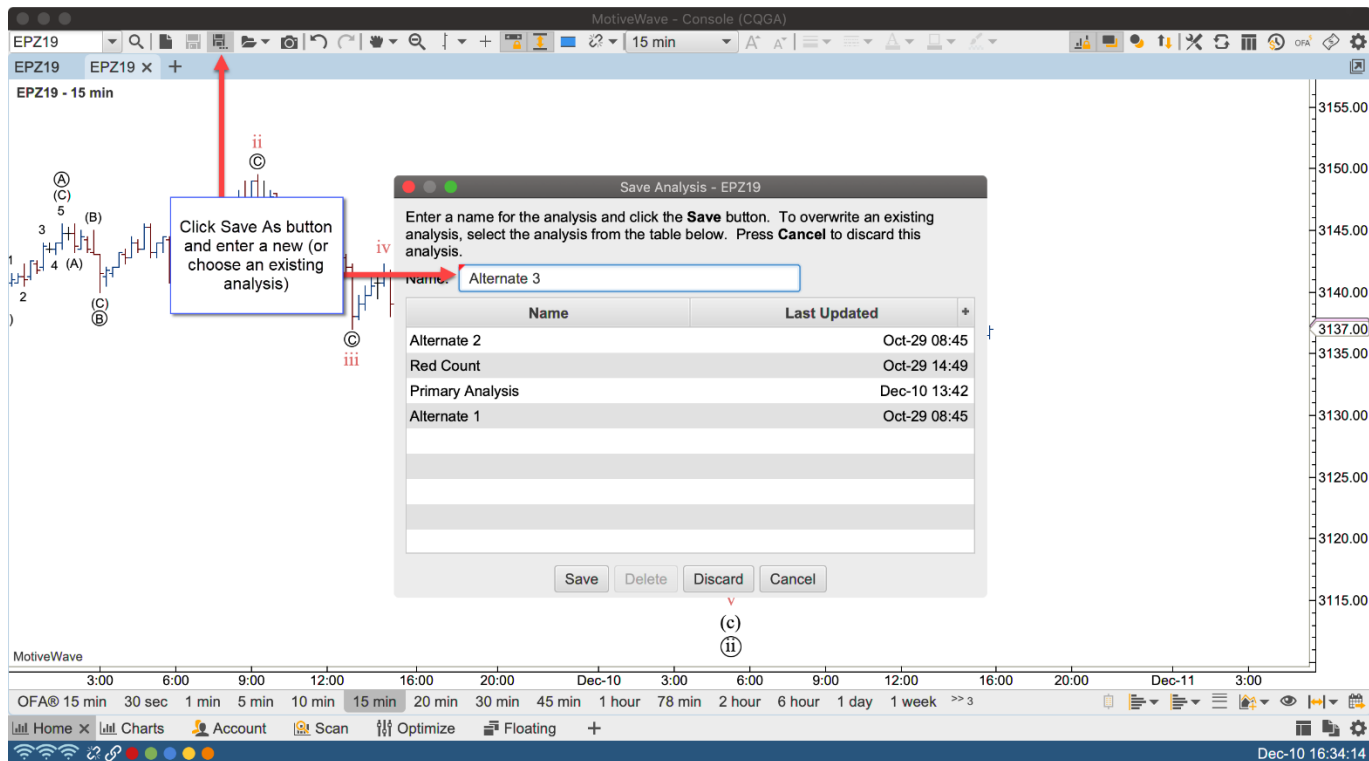 MotiveWave - Console (CQGA)
EPZ19
15 min
A A
OFA
EPZ19 EPZ19
EPZ19 - 15 min
3155.00
3150.00
3145.00
3140.00
3137.00
3135.00
3130.00
3125.00
3120.00
3115.00
ii
Ⓒ
Ⓐ
(C)
5
(B)
3
1
4 (A)
2
)
(C)
Ⓑ
iv
Ⓒ
iii
Click Save As button
and enter a new (or
choose an existing
analysis)
Save Analysis - EPZ19
Enter a name for the analysis and click the Save button. To overwrite an existing
analysis, select the analysis from the table below. Press Cancel to discard this
analysis.
Name: Alternate 3
Name Last Updated +
Alternate 2 Oct-29 08:45
Red Count Oct-29 14:49
Primary Analysis Dec-10 13:42
Alternate 1 Oct-29 08:45
Save Delete Discard Cancel
v
(c)
ⓘⓘ
MotiveWave
3:00 6:00 9:00 12:00 16:00 20:00 Dec-10 3:00 6:00 9:00 12:00 16:00 20:00 Dec-11 3:00
OFA® 15 min 30 sec 1 min 5 min 10 min 15 min 20 min 30 min 45 min 1 hour 78 min 2 hour 6 hour 1 day 1 week >> 3
Home Charts Account Scan Optimize Floating +
Dec-10 16:34:14